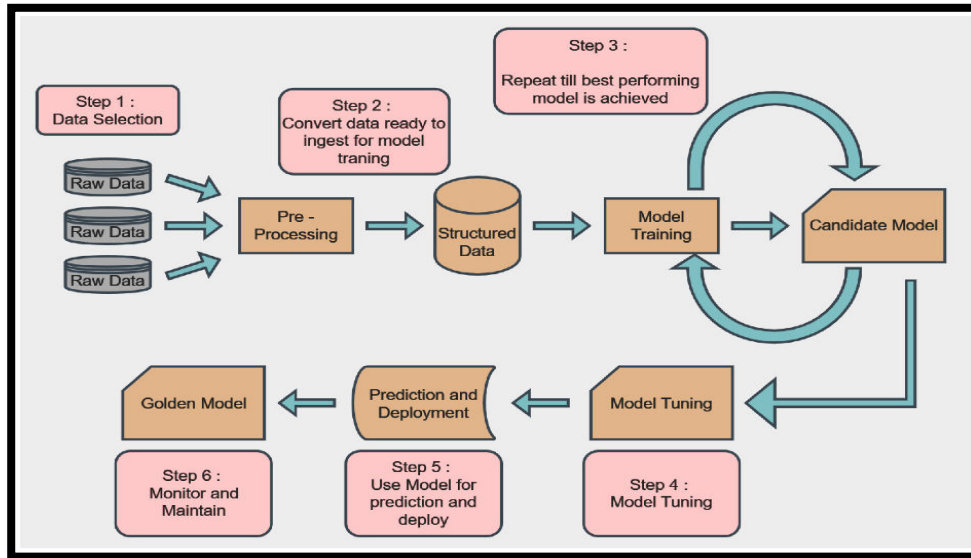 Step 1 :
Data Selection
Raw Data
Raw Data
Raw Data
Step 2 :
Convert data ready to
ingest for model
traning
Pre -
Processing
Structured
Data
Step 3 :
Repeat till best performing
model is achieved
Model
Training
Candidate Model
Golden Model
Prediction and
Deployment
Model Tuning
Step 6 :
Monitor and
Maintain
Step 5 :
Use Model for
prediction and
deploy
Step 4 :
Model Tuning